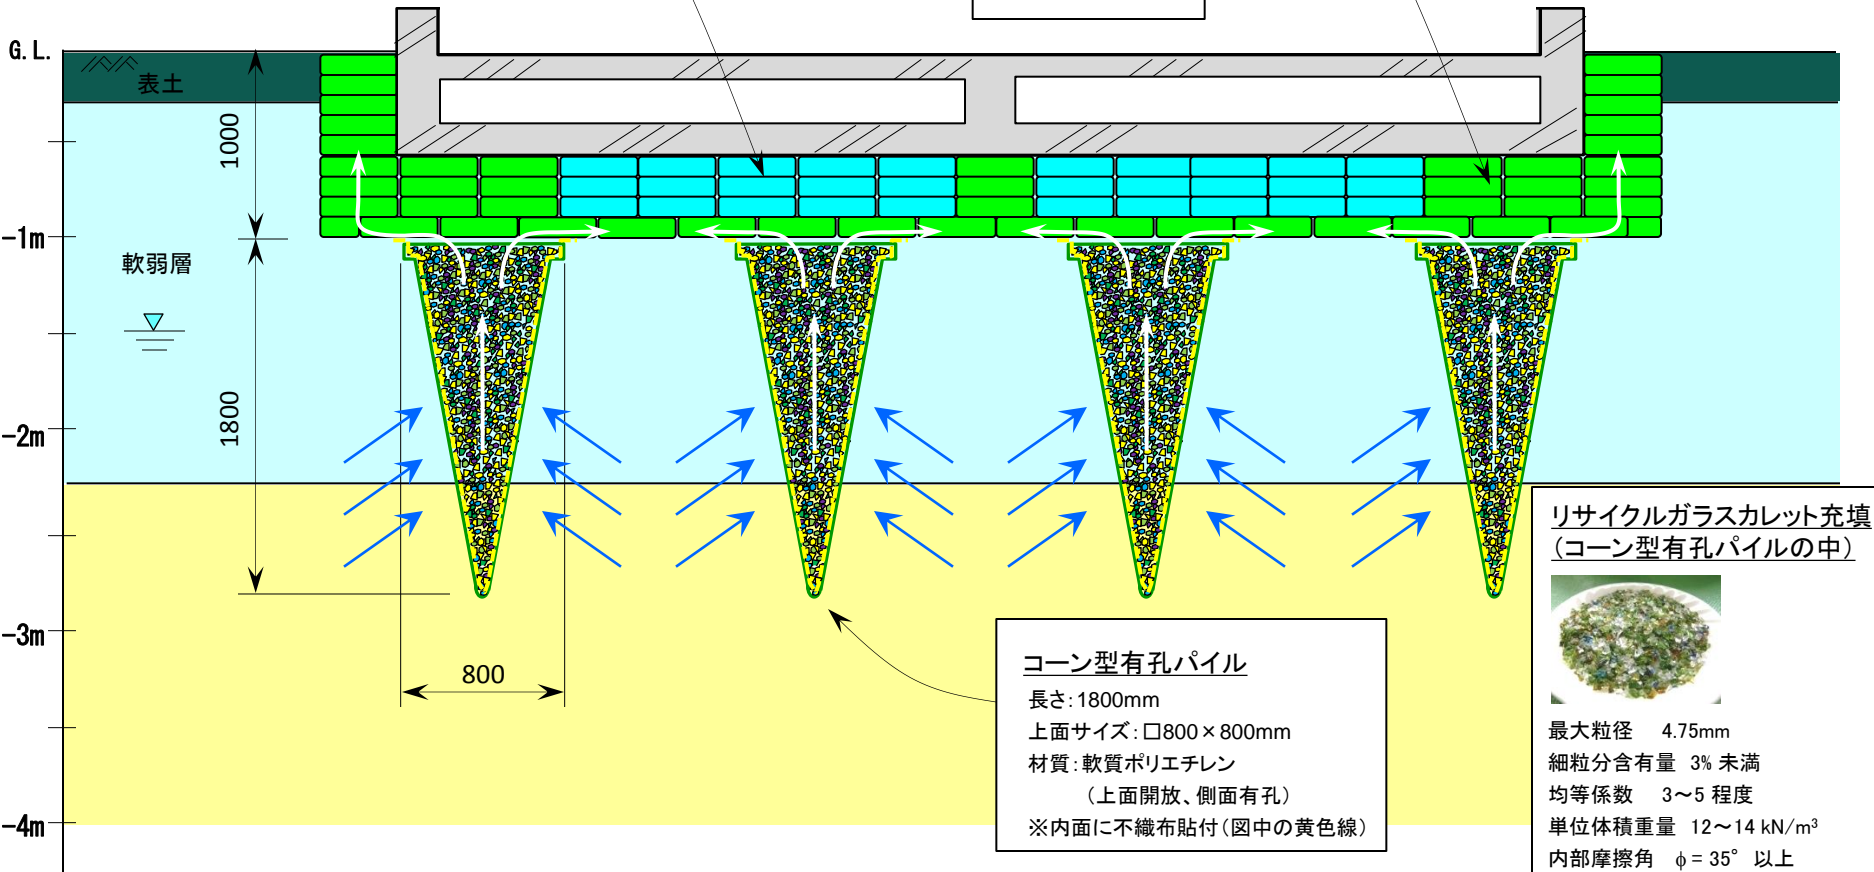 G.L.
表土
1000
-1m
軟弱層
1800
-2m
-3m
800
-4m
コーン型有孔パイル
長さ:1800mm
上面サイズ:□800×800mm
材質:軟質ポリエチレン
(上面開放、側面有孔)
※内面に不織布貼付(図中の黄色線)
リサイクルガラスカレット充填
(コーン型有孔パイルの中)
最大粒径 4.75mm
細粒分含有量 3% 未満
均等係数 3～5 程度
単位体積重量 12～14 kN/m³
内部摩擦角 φ= 35° 以上